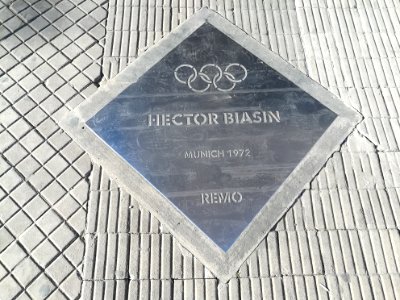 HECTOR BIASIN
MUNICH 1972
REMO